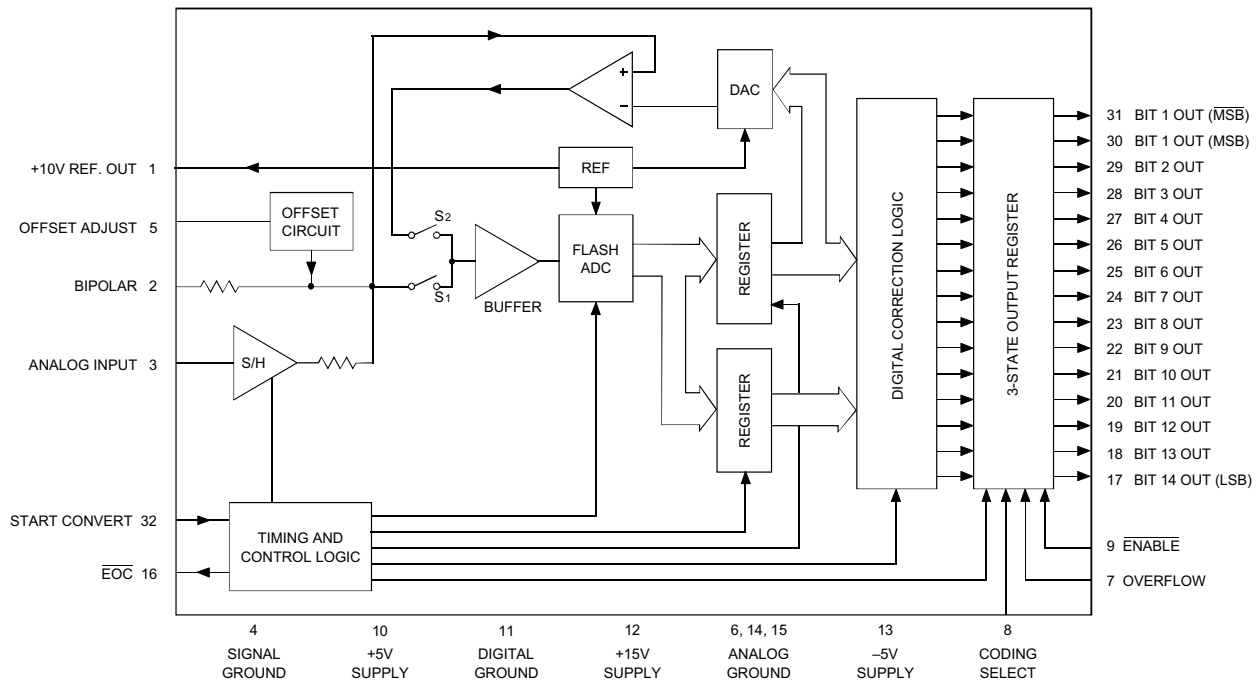 +
DAC
–
31 BIT 1 OUT (M̅S̅B̅)
30 BIT 1 OUT (MSB)
+10V REF. OUT 1
REF
29 BIT 2 OUT
28 BIT 3 OUT
OFFSET ADJUST 5
OFFSET
CIRCUIT
S2
FLASH
ADC
REGISTER
DIGITAL CORRECTION LOGIC
3-STATE OUTPUT REGISTER
27 BIT 4 OUT
26 BIT 5 OUT
25 BIT 6 OUT
BIPOLAR 2
S1
BUFFER
24 BIT 7 OUT
23 BIT 8 OUT
22 BIT 9 OUT
ANALOG INPUT 3
S/H
21 BIT 10 OUT
REGISTER
20 BIT 11 OUT
19 BIT 12 OUT
18 BIT 13 OUT
17 BIT 14 OUT (LSB)
START CONVERT 32
TIMING AND
CONTROL LOGIC
9 E̅N̅A̅B̅L̅E̅
E̅O̅C̅ 16
7 OVERFLOW
4
SIGNAL
GROUND
10
+5V
SUPPLY
11
DIGITAL
GROUND
12
+15V
SUPPLY
6, 14, 15
ANALOG
GROUND
13
–5V
SUPPLY
8
CODING
SELECT